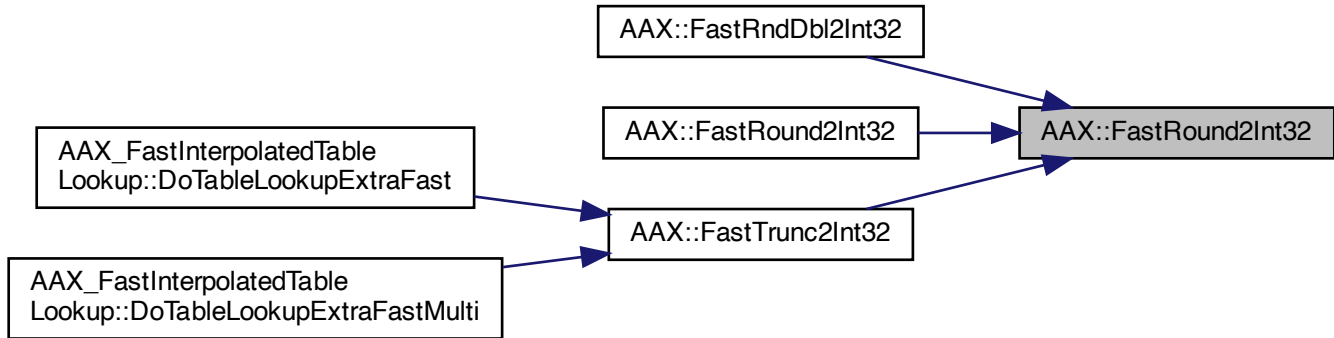 AAX::FastRndDbl2Int32
AAX::FastRound2Int32
AAX::FastRound2Int32
AAX_FastInterpolatedTable
Lookup::DoTableLookupExtraFast
AAX::FastTrunc2Int32
AAX_FastInterpolatedTable
Lookup::DoTableLookupExtraFastMulti